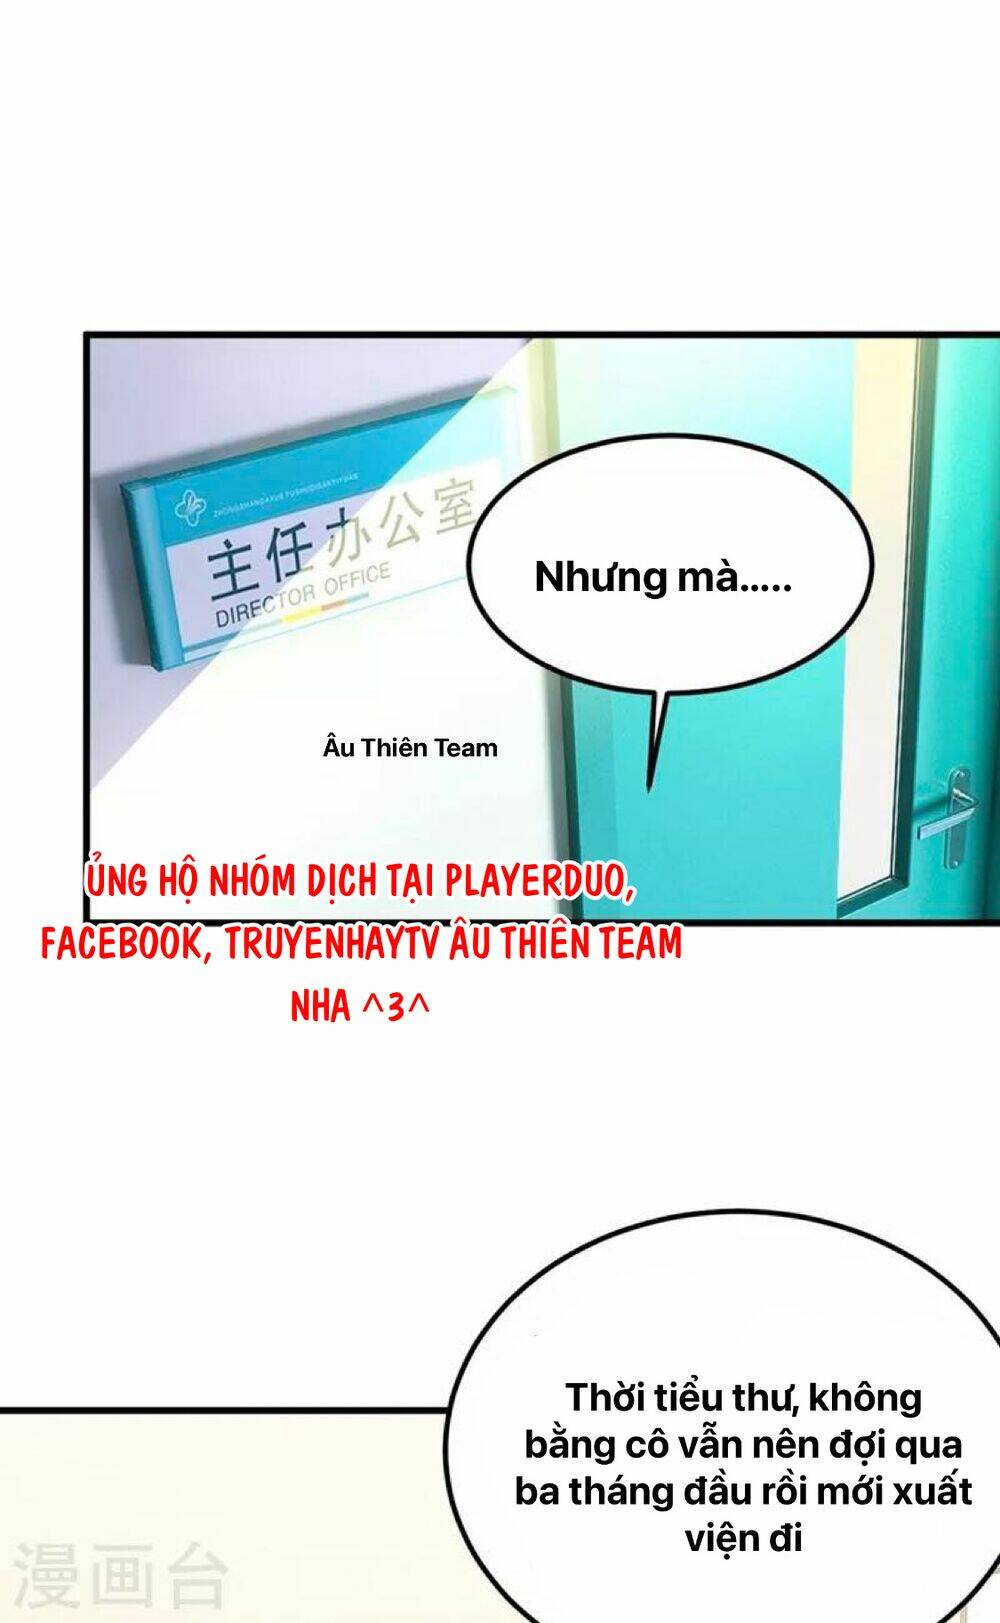 ZHONGSHANDAXUE FUSHUDISAKYIYUAN
主任办公室
DIRECTOR OFFICE
Nhưng mà.....
Âu Thiên Team
ỦNG HỘ NHÓM DỊCH TẠI PLAYERDUO,
FACEBOOK, TRUYENHAYTV ÂU THIÊN TEAM
NHA ^3^
Thời tiểu thư, không
bằng cô vẫn nên đợi qua
ba tháng đầu rồi mới xuất
viện đi
漫画台